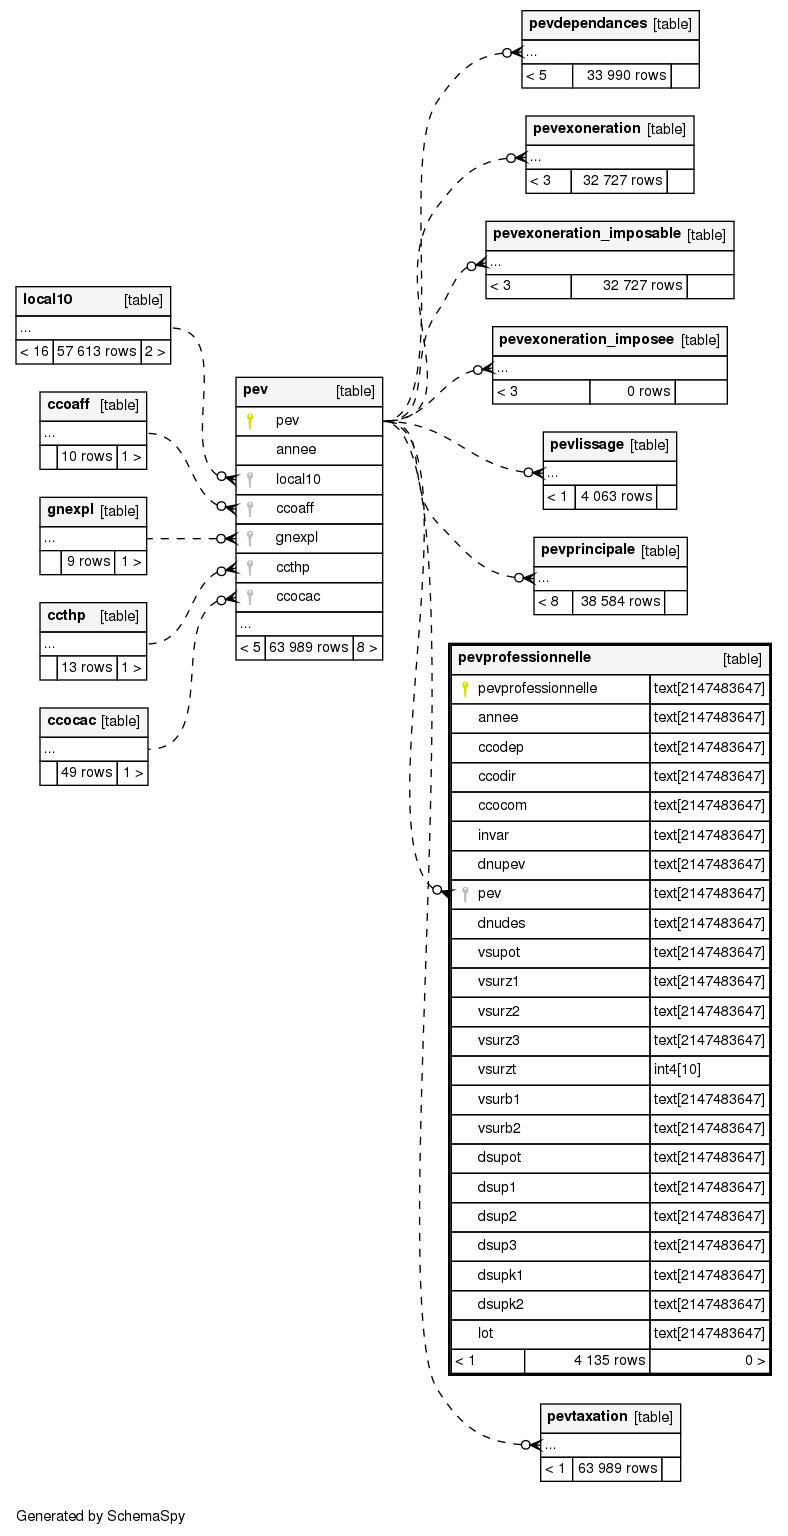 pevdependances [table]
...
< 5 33 990 rows
pevexoneration [table]
...
< 3 32 727 rows
pevexoneration_imposable [table]
...
< 3 32 727 rows
pevexoneration_imposee [table]
...
< 3 0 rows
pevlissage [table]
...
< 1 4 063 rows
pevprincipale [table]
...
< 8 38 584 rows
local10 [table]
...
< 16 57 613 rows 2 >
ccoaff [table]
...
10 rows 1 >
gnexpl [table]
...
9 rows 1 >
ccthp [table]
...
13 rows 1 >
ccocac [table]
...
49 rows 1 >
pev [table]
pev
annee
local10
ccoaff
gnexpl
ccthp
ccocac
...
< 5 63 989 rows 8 >
pevprofessionnelle [table]
pevprofessionnelle text[2147483647]
annee text[2147483647]
ccodep text[2147483647]
ccodir text[2147483647]
ccocom text[2147483647]
invar text[2147483647]
dnupev text[2147483647]
pev text[2147483647]
dnudes text[2147483647]
vsupot text[2147483647]
vsurz1 text[2147483647]
vsurz2 text[2147483647]
vsurz3 text[2147483647]
vsurzt int4[10]
vsurb1 text[2147483647]
vsurb2 text[2147483647]
dsupot text[2147483647]
dsup1 text[2147483647]
dsup2 text[2147483647]
dsup3 text[2147483647]
dsupk1 text[2147483647]
dsupk2 text[2147483647]
lot text[2147483647]
< 1 4 135 rows 0 >
pevtaxation [table]
...
< 1 63 989 rows
Generated by SchemaSpy